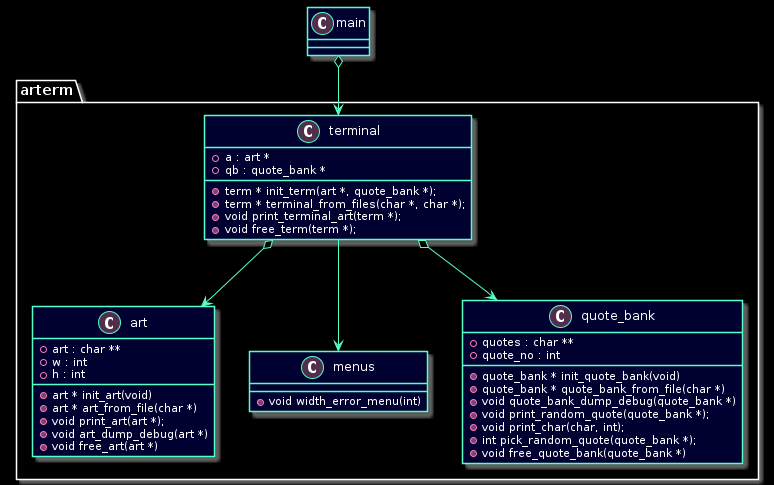 C main
arterm
C terminal
a : art *
qb : quote_bank *
term * init_term(art *, quote_bank *);
term * terminal_from_files(char *, char *);
void print_terminal_art(term *);
void free_term(term *);
C art
art : char **
w : int
h : int
art * init_art(void)
art * art_from_file(char *)
void print_art(art *);
void art_dump_debug(art *)
void free_art(art *)
C menus
void width_error_menu(int)
C quote_bank
quotes : char **
quote_no : int
quote_bank * init_quote_bank(void)
quote_bank * quote_bank_from_file(char *)
void quote_bank_dump_debug(quote_bank *)
void print_random_quote(quote_bank *);
void print_char(char, int);
int pick_random_quote(quote_bank *);
void free_quote_bank(quote_bank *)